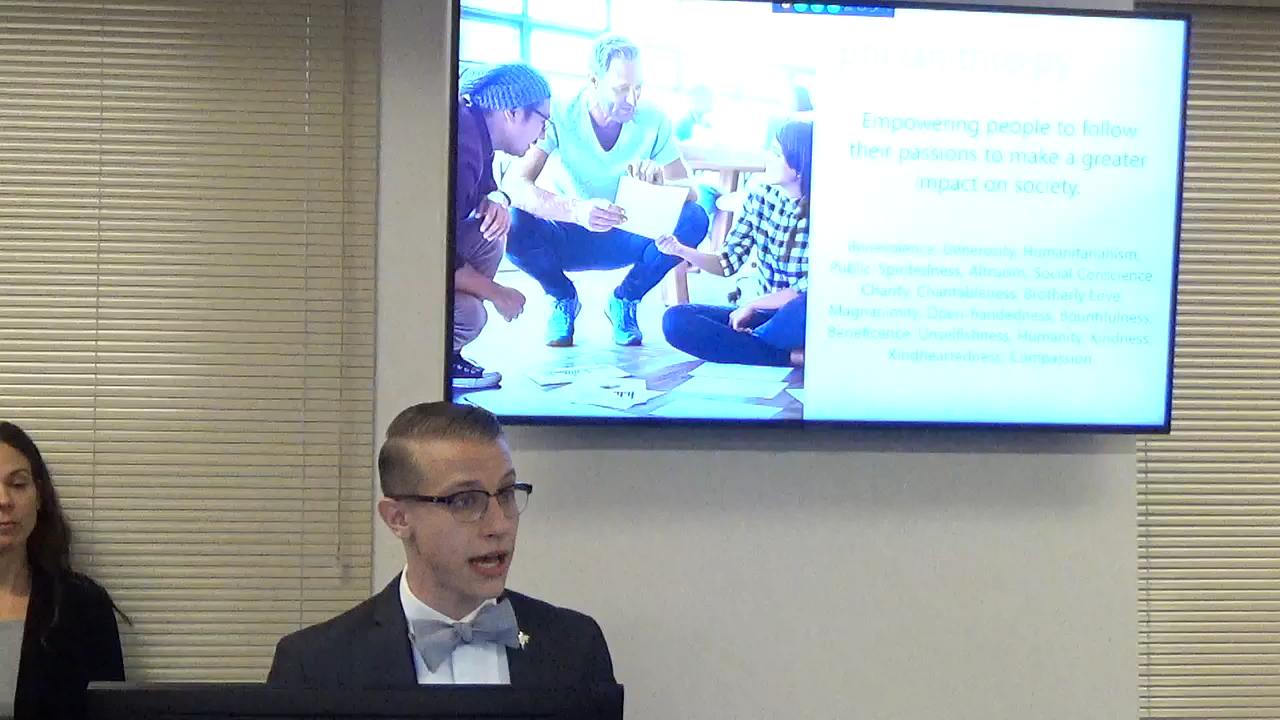 philanthropy
Empowering people to follow
their passions to make a greater
impact on society.
Benevolence, Generosity, Humanitarianism,
Public-Spiritedness, Altruism, Social Conscience,
Charity, Charitableness, Brotherly Love,
Magnanimity, Open-handedness, Bountifulness,
Beneficence, Unselfishness, Humanity, Kindness,
Kindheartedness, Compassion